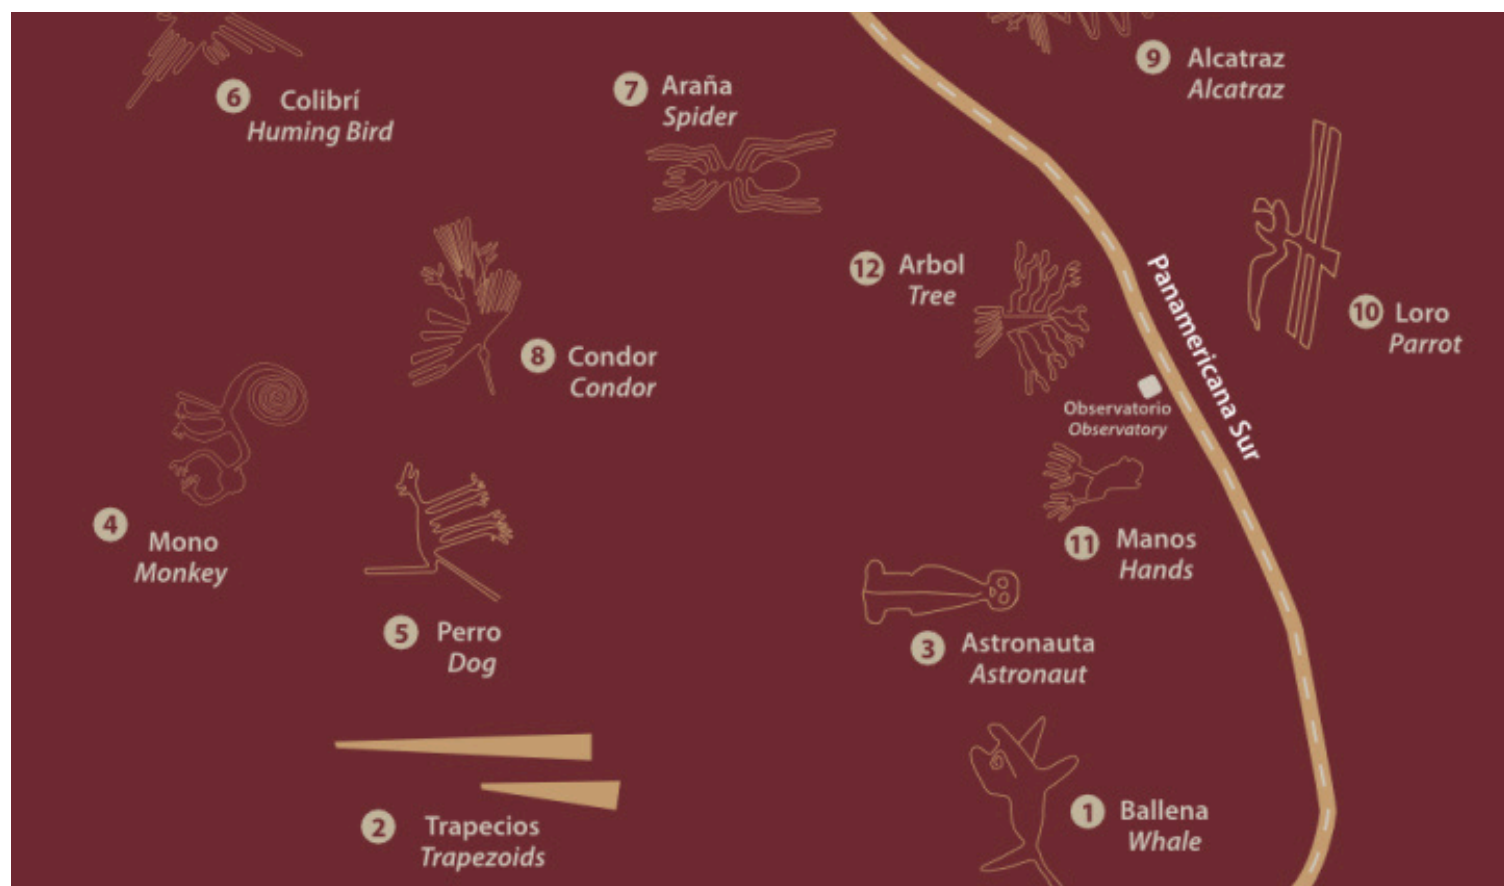 6 Colibrí
Huming Bird
7 Araña
Spider
9 Alcatraz
Alcatraz
12 Arbol
Tree
10 Loro
Parrot
Panamericana Sur
8 Condor
Condor
Observatorio
Observatory
4 Mono
Monkey
11 Manos
Hands
5 Perro
Dog
3 Astronauta
Astronaut
2 Trapecios
Trapezoids
1 Ballena
Whale